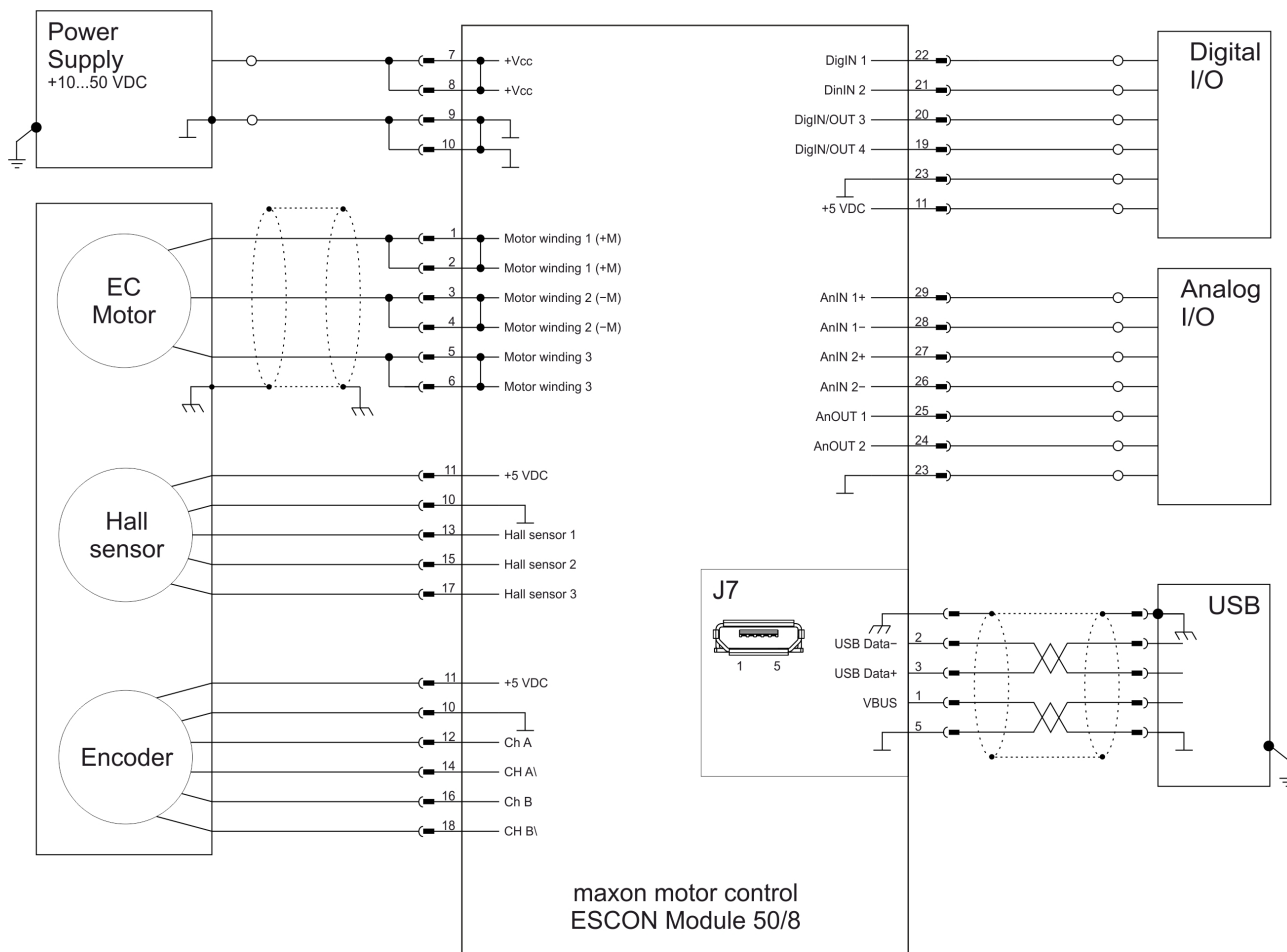 Power
Supply
+10...50 VDC
7
+Vcc
8
+Vcc
9
10
EC
Motor
1
Motor winding 1 (+M)
2
Motor winding 1 (+M)
3
Motor winding 2 (−M)
4
Motor winding 2 (−M)
5
Motor winding 3
6
Motor winding 3
Hall
sensor
11
+5 VDC
10
13
Hall sensor 1
15
Hall sensor 2
17
Hall sensor 3
Encoder
11
+5 VDC
10
12
Ch A
14
CH A\
16
Ch B
18
CH B\
DigIN 1
22
DinIN 2
21
DigIN/OUT 3
20
DigIN/OUT 4
19
23
+5 VDC
11
Digital
I/O
AnIN 1+
29
AnIN 1−
28
AnIN 2+
27
AnIN 2−
26
AnOUT 1
25
AnOUT 2
24
23
Analog
I/O
J7
1 5
USB Data−
2
USB Data+
3
VBUS
1
5
USB
maxon motor control
ESCON Module 50/8